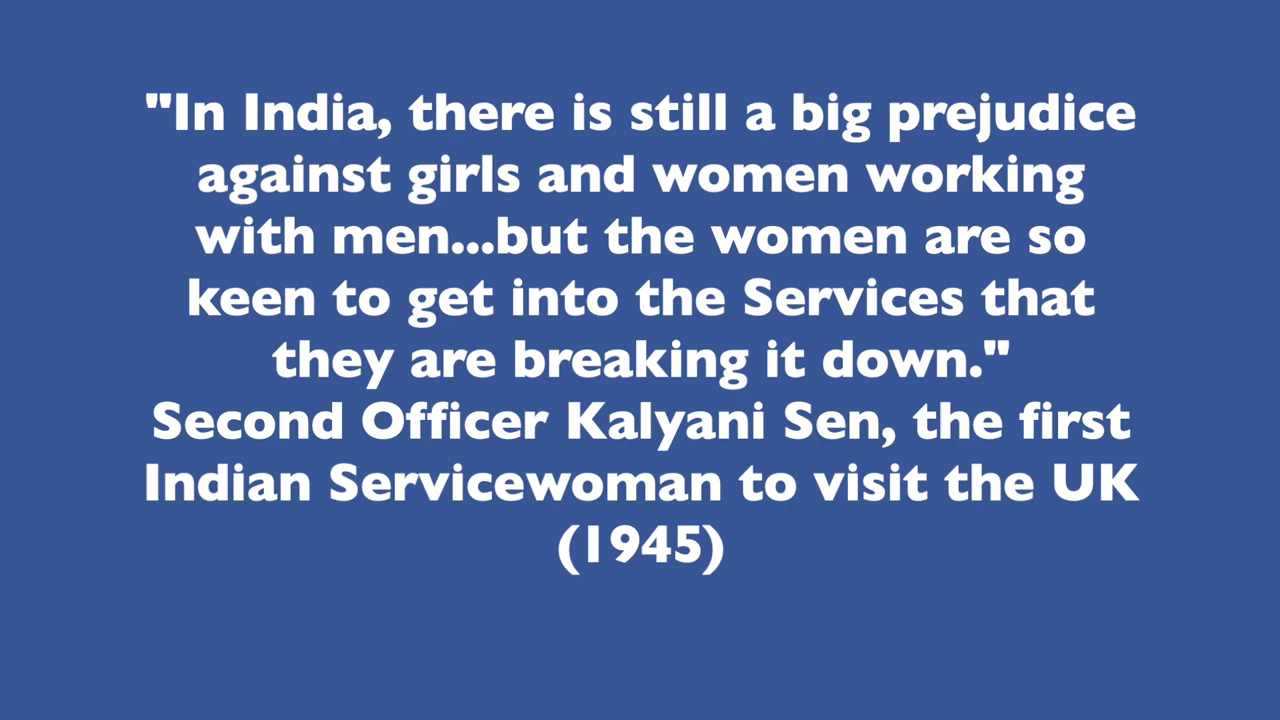 "In India, there is still a big prejudice
against girls and women working
with men...but the women are so
keen to get into the Services that
they are breaking it down."
Second Officer Kalyani Sen, the first
Indian Servicewoman to visit the UK
(1945)